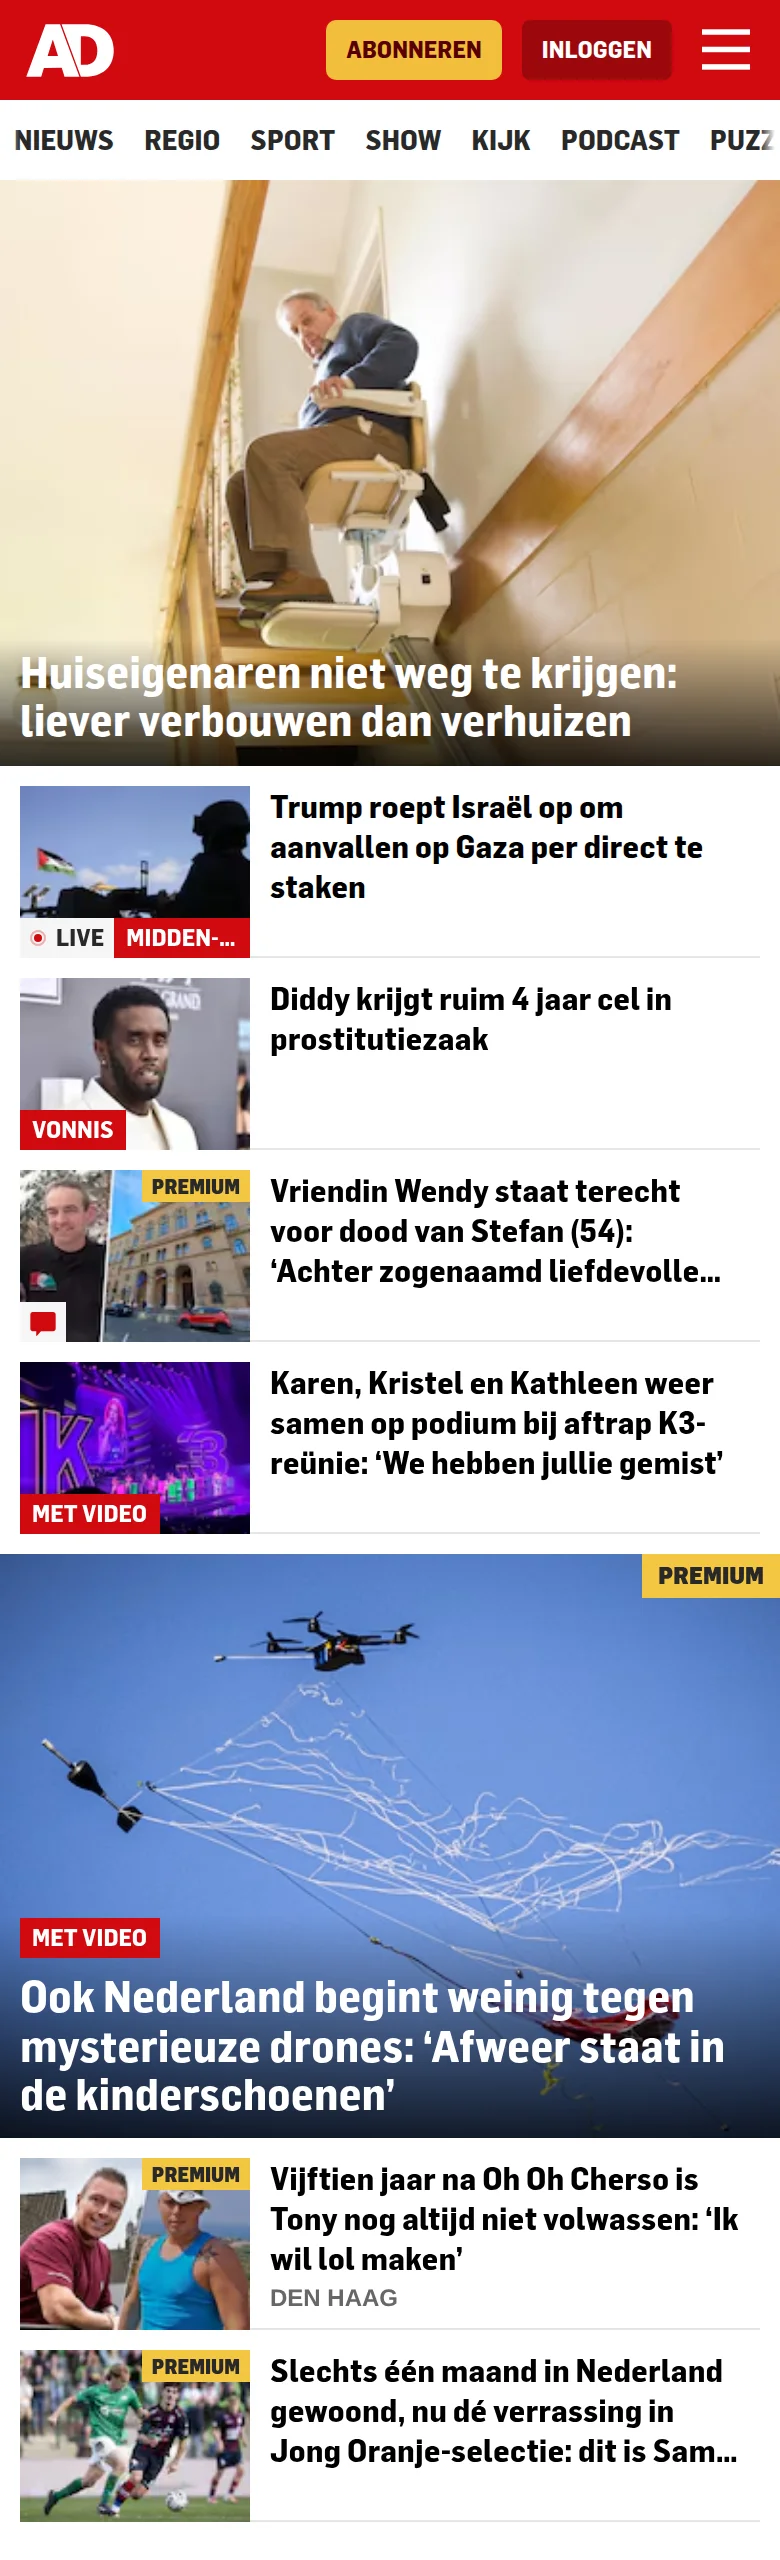 AD
ABONNEREN
INLOGGEN
NIEUWS REGIO SPORT SHOW KIJK PODCAST PUZZ
Huiseigenaren niet weg te krijgen:
liever verbouwen dan verhuizen
Trump roept Israël op om
aanvallen op Gaza per direct te
staken
LIVE MIDDEN-...
Diddy krijgt ruim 4 jaar cel in
prostitutiezaak
GRAND
VONNIS
PREMIUM
Vriendin Wendy staat terecht
voor dood van Stefan (54):
‘Achter zogenaamd liefdevolle...
Karen, Kristel en Kathleen weer
samen op podium bij aftrap K3-
reünie: ‘We hebben jullie gemist’
K3
MET VIDEO
PREMIUM
MET VIDEO
Ook Nederland begint weinig tegen
mysterieuze drones: ‘Afweer staat in
de kinderschoenen’
PREMIUM
Vijftien jaar na Oh Oh Cherso is
Tony nog altijd niet volwassen: ‘Ik
wil lol maken’
DEN HAAG
PREMIUM
Slechts één maand in Nederland
gewoond, nu dé verrassing in
Jong Oranje-selectie: dit is Sam...